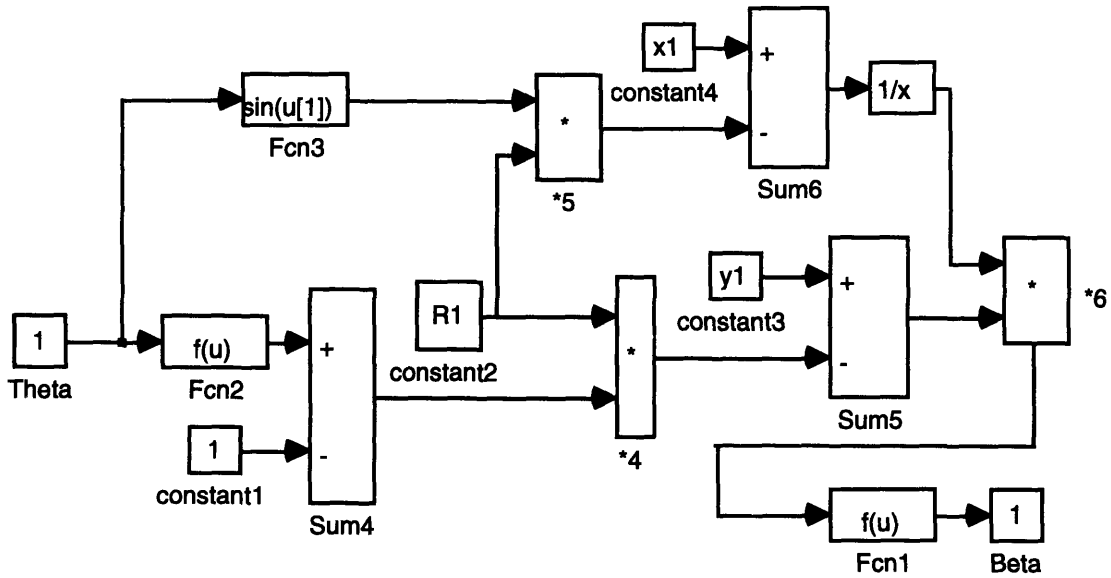 x1
+
constant4
1/x
sin(u[1])
*
-
Fcn3
Sum6
*5
y1
+
R1
*
*6
constant3
1
f(u)
+
*
-
Theta
Fcn2
constant2
Sum5
1
-
*4
constant1
Sum4
f(u)
1
Fcn1
Beta